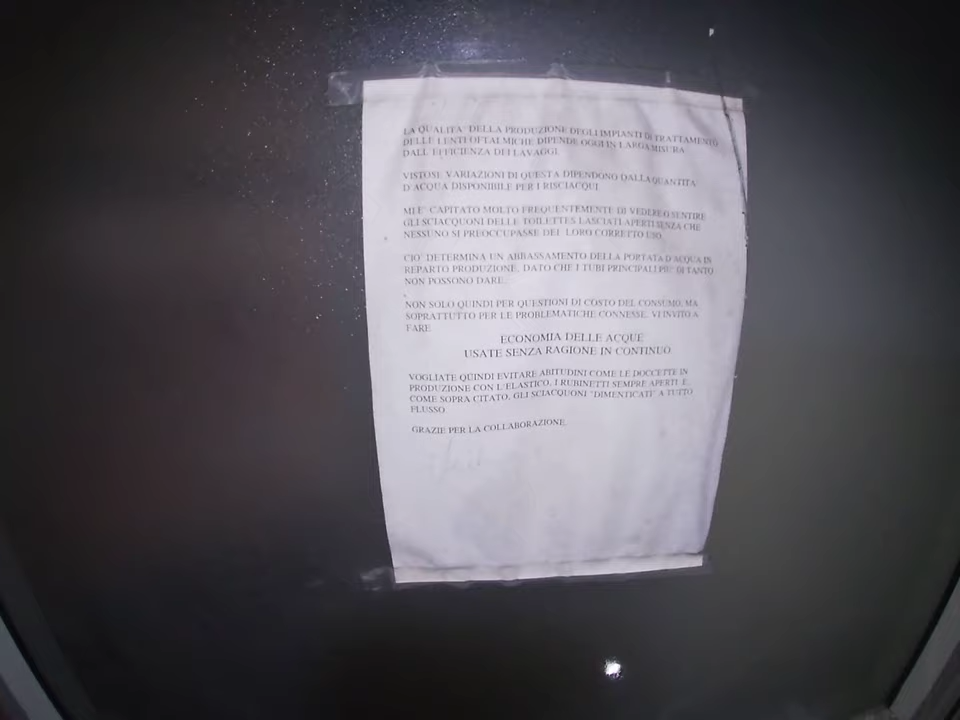 LA QUALITA' DELLA PRODUZIONE DEGLI IMPIANTI DI TRATTAMENTO
DELLE LENTI OFTALMICHE DIPENDE OGGI IN LARGA MISURA
DALL'EFFICIENZA DEI LAVAGGI.
VISTOSE VARIAZIONI DI QUESTA DIPENDONO DALLA QUANTITA'
D'ACQUA DISPONIBILE PER I RISCIACQUI.
MI E' CAPITATO MOLTO FREQUENTEMENTE DI VEDERE O SENTIRE
GLI SCIACQUONI DELLE TOILETTES LASCIATI APERTI SENZA CHE
NESSUNO SI PREOCCUPASSE DEL LORO CORRETTO USO.
CIO' DETERMINA UN ABBASSAMENTO DELLA PORTATA D'ACQUA IN
REPARTO PRODUZIONE, DATO CHE I TUBI PRINCIPALI PIU' DI TANTO
NON POSSONO DARE.
NON SOLO QUINDI PER QUESTIONI DI COSTO DEL CONSUMO, MA
SOPRATTUTTO PER LE PROBLEMATICHE CONNESSE, VI INVITO A
FARE
ECONOMIA DELLE ACQUE
USATE SENZA RAGIONE IN CONTINUO
VOGLIATE QUINDI EVITARE ABITUDINI COME LE DOCCETTE IN
PRODUZIONE CON L'ELASTICO, I RUBINETTI SEMPRE APERTI E,
COME SOPRA CITATO, GLI SCIACQUONI "DIMENTICATI" A TUTTO
FLUSSO.
GRAZIE PER LA COLLABORAZIONE.